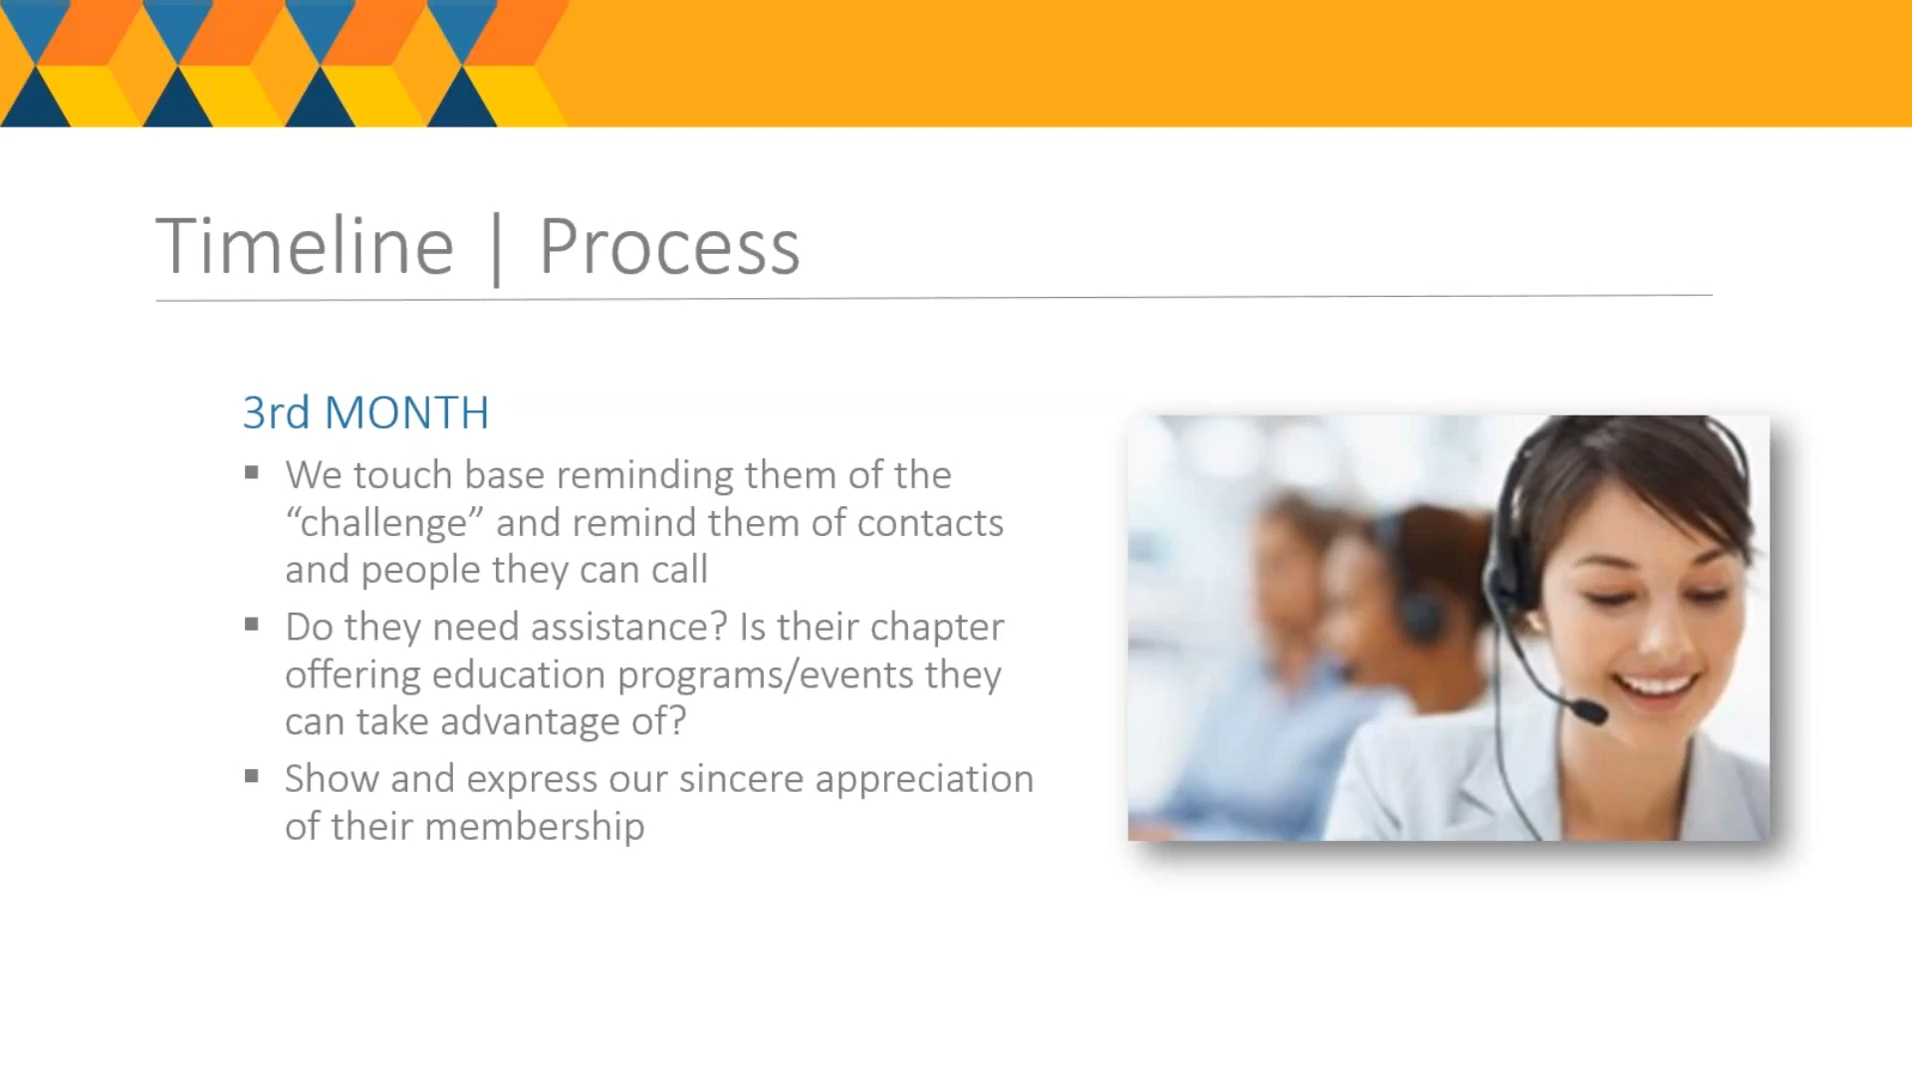 Timeline | Process
3rd MONTH
▪ We touch base reminding them of the
“challenge” and remind them of contacts
and people they can call
▪ Do they need assistance? Is their chapter
offering education programs/events they
can take advantage of?
▪ Show and express our sincere appreciation
of their membership